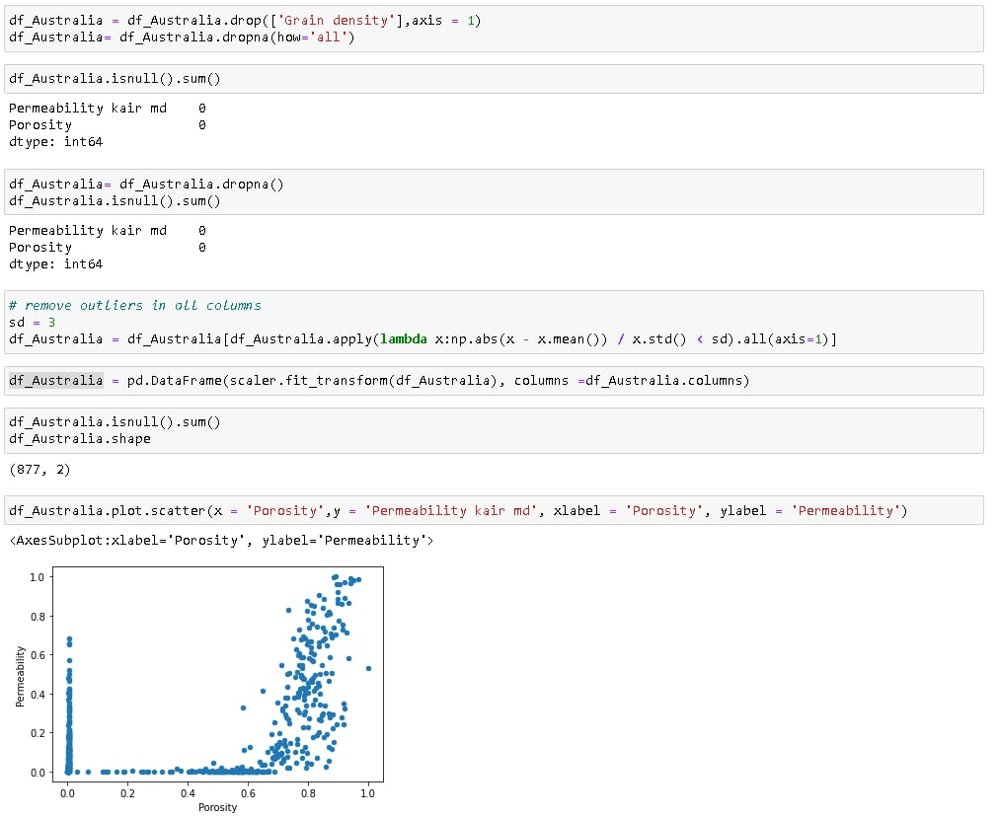 df_Australia = df_Australia.drop(['Grain density'],axis = 1)
df_Australia= df_Australia.dropna(how='all')
df_Australia.isnull().sum()
Permeability kair md    0
Porosity                0
dtype: int64
df_Australia= df_Australia.dropna()
df_Australia.isnull().sum()
Permeability kair md    0
Porosity                0
dtype: int64
# remove outliers in all columns
sd = 3
df_Australia = df_Australia[df_Australia.apply(lambda x:np.abs(x - x.mean()) / x.std() < sd).all(axis=1)]
df_Australia = pd.DataFrame(scaler.fit_transform(df_Australia), columns =df_Australia.columns)
df_Australia.isnull().sum()
df_Australia.shape
(877, 2)
df_Australia.plot.scatter(x = 'Porosity',y = 'Permeability kair md', xlabel = 'Porosity', ylabel = 'Permeability')
<AxesSubplot:xlabel='Porosity', ylabel='Permeability'>
1.0
0.8
0.6
0.4
0.2
0.0
Permeability
0.0 0.2 0.4 0.6 0.8 1.0
Porosity